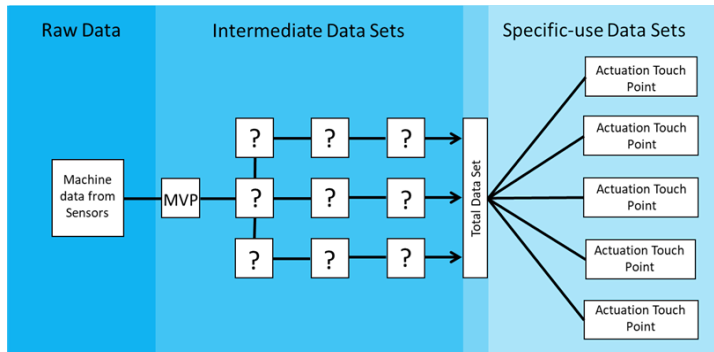 Raw Data
Intermediate Data Sets
Specific-use Data Sets
Machine
data from
Sensors
MVP
? ? ?
? ? ?
? ? ?
Total Data Set
Actuation Touch
Point
Actuation Touch
Point
Actuation Touch
Point
Actuation Touch
Point
Actuation Touch
Point